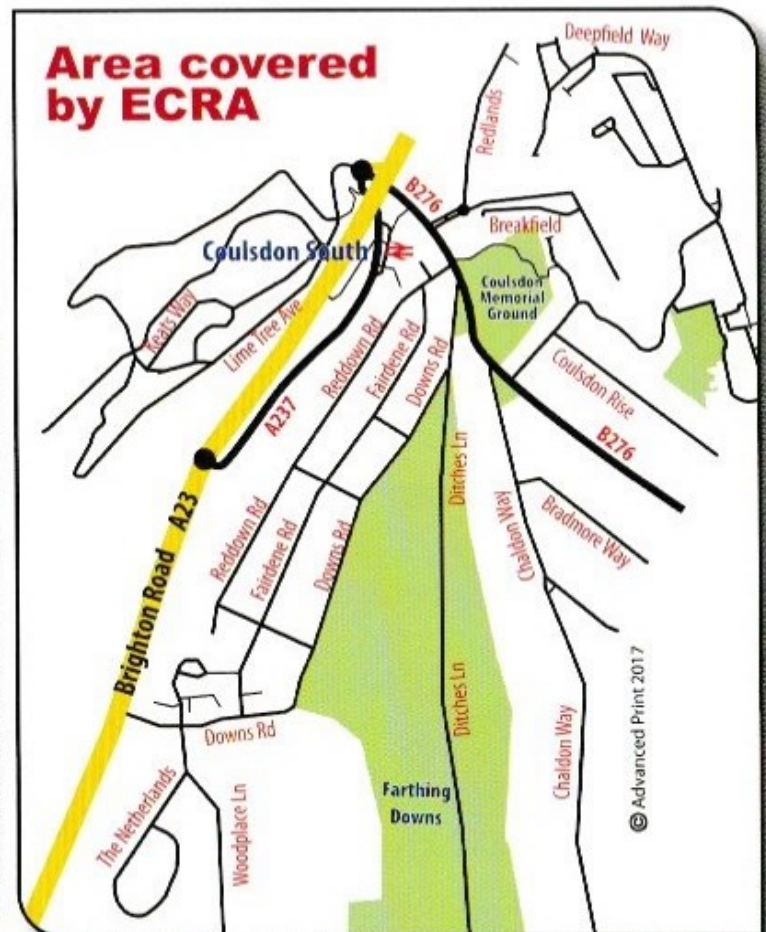 Area covered
by ECRA
Deepfield Way
Redlands
B276
Breakfield
Coulsdon South
Coulsdon
Memorial
Ground
Keats Way
Lime Tree Ave
Reddown Rd
Fairdene Rd
Downs Rd
A237
Coulsdon Rise
B276
Ditches Ln
Chaldon Way
Bradmore Way
Brighton Road A23
Reddown Rd
Fairdene Rd
Downs Rd
Ditches Ln
Chaldon Way
© Advanced Print 2017
Downs Rd
The Netherlands
Woodplace Ln
Farthing
Downs